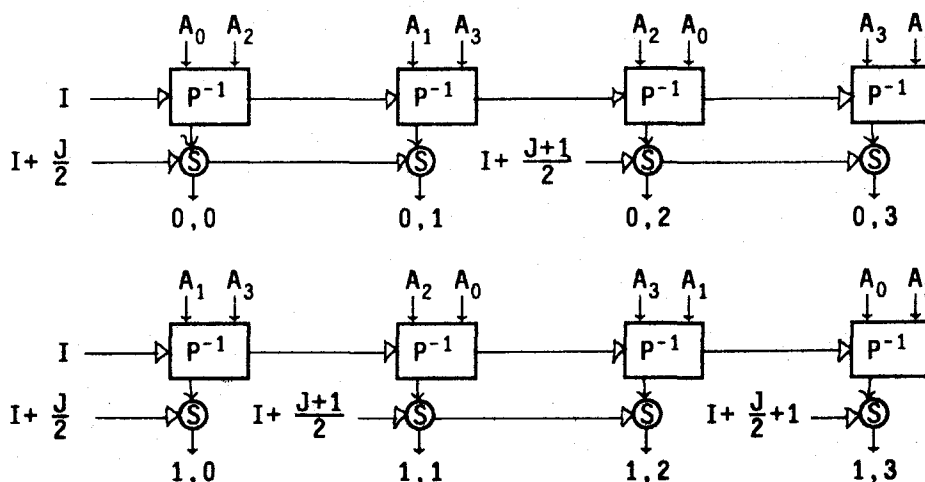 A0 A2 A1 A3 A2 A0 A3 A
I P-1 P-1 P-1 P-1
I+ J/2 S S I+ J+1/2 S S
0,0 0,1 0,2 0,3
A1 A3 A2 A0 A3 A1 A0 A
I P-1 P-1 P-1 P-1
I+ J/2 S I+ J+1/2 S S I+ J/2 +1 S
1,0 1,1 1,2 1,3